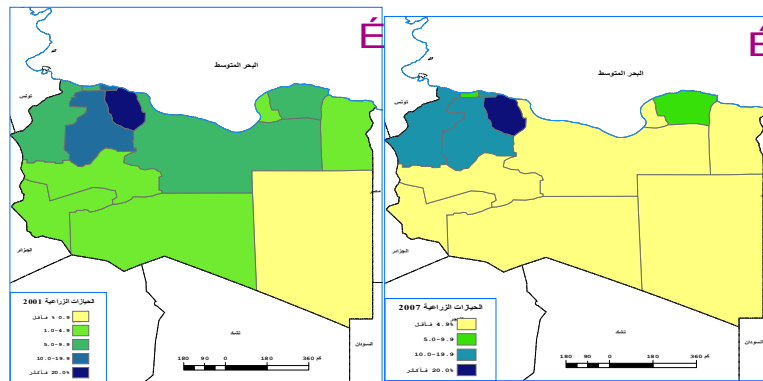 É
البحر المتوسط
تونس
الجزائر
الحيازات الزراعية 2001
0.9 % فأقل
1.0-4.9
5.0-9.9
10.0-19.9
20.0% فأكثر
تشاد
السودان
180 90 0 180 360 كم
É
البحر المتوسط
تونس
الجزائر
الحيازات الزراعية 2007
4.9% فأقل
5.0-9.9
10.0-19.9
20.0% فأكثر
تشاد
السودان
180 90 0 180 360 كم